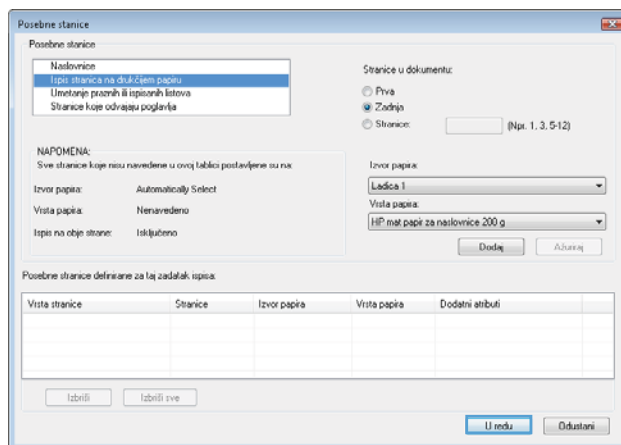 Posebne stanice
Posebne stanice
Naslovnice
Ispis stranica na drukčijem papiru
Umetanje praznih ili ispisanih listova
Stranice koje odvajaju poglavlja
Stranice u dokumentu:
Prva
Zadnja
Stranice:
(Npr. 1, 3, 5-12)
NAPOMENA:
Sve stranice koje nisu navedene u ovoj tablici postavljene su na:
Izvor papira: Automatically Select
Vrsta papira: Nenavedeno
Ispis na obje strane: Isključeno
Izvor papira:
Ladica 1
Vrsta papira:
HP mat papir za naslovnice 200 g
Dodaj Ažuriraj
Posebne stranice definirane za taj zadatak ispisa:
Vrsta stranice Stranice Izvor papira Vrsta papira Dodatni atributi
Izbriši Izbriši sve
U redu Odustani